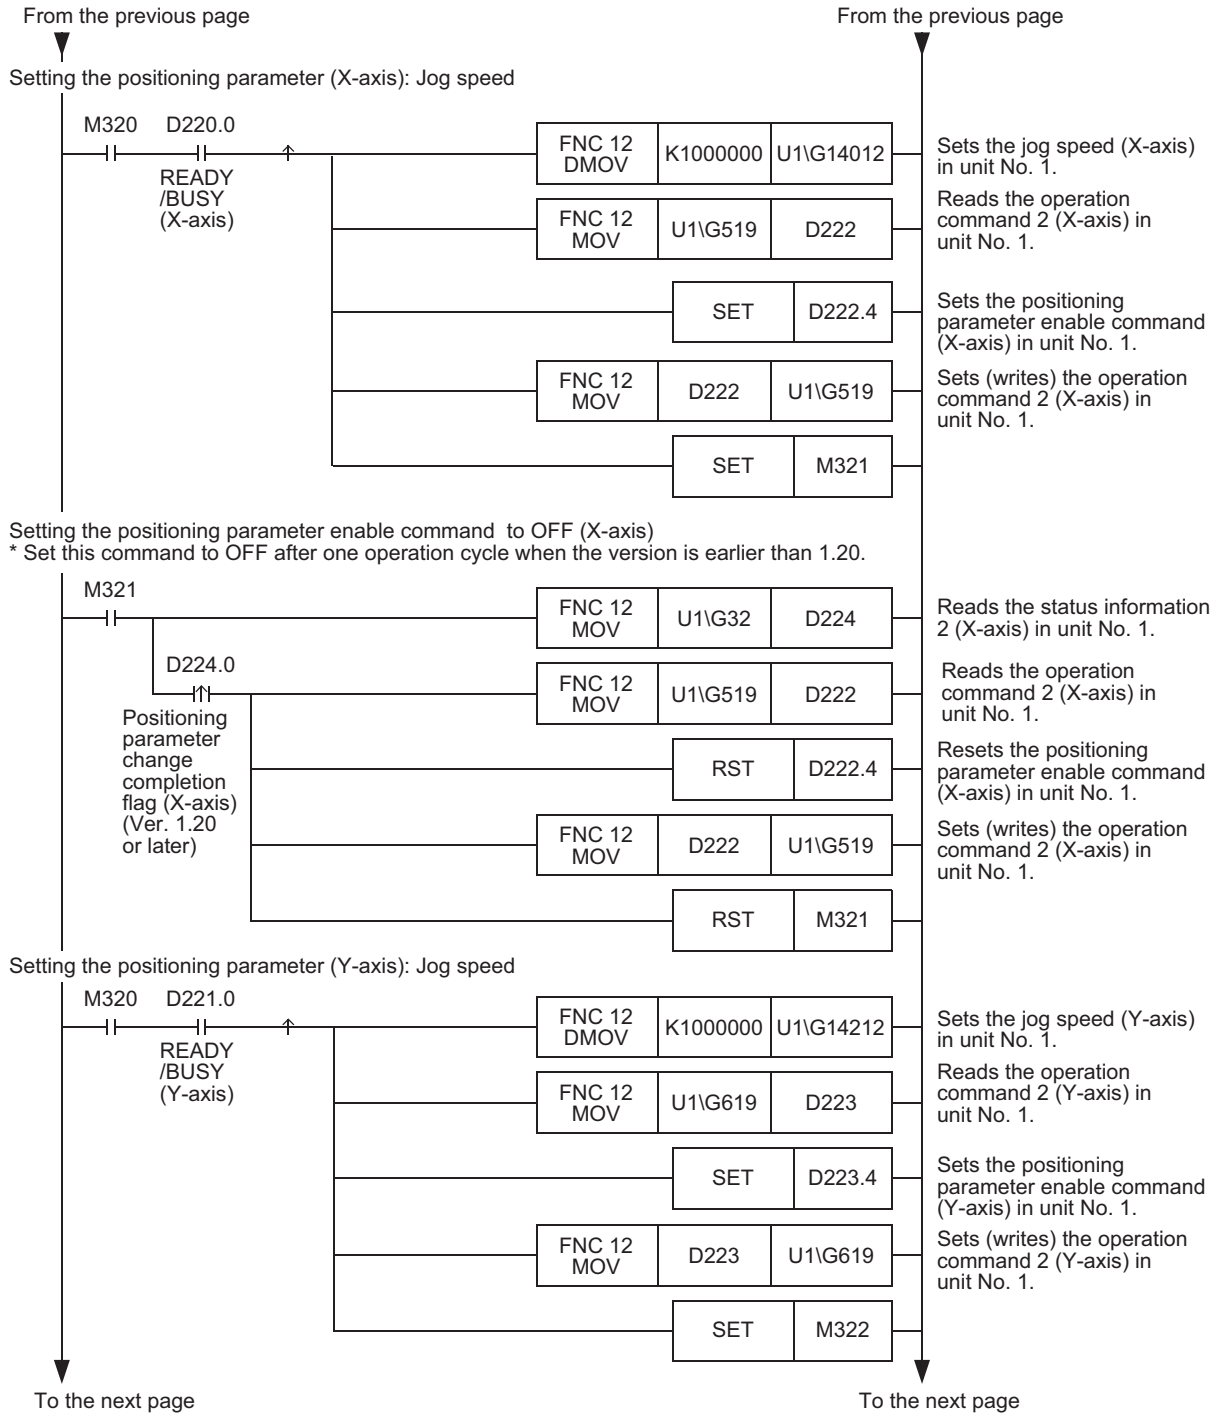 From the previous page
From the previous page
Setting the positioning parameter (X-axis): Jog speed
M320
D220.0
READY
/BUSY
(X-axis)
FNC 12
DMOV
K1000000
U1\G14012
Sets the jog speed (X-axis)
in unit No. 1.
FNC 12
MOV
U1\G519
D222
Reads the operation
command 2 (X-axis) in
unit No. 1.
SET
D222.4
Sets the positioning
parameter enable command
(X-axis) in unit No. 1.
FNC 12
MOV
D222
U1\G519
Sets (writes) the operation
command 2 (X-axis) in
unit No. 1.
SET
M321
Setting the positioning parameter enable command to OFF (X-axis)
* Set this command to OFF after one operation cycle when the version is earlier than 1.20.
M321
FNC 12
MOV
U1\G32
D224
Reads the status information
2 (X-axis) in unit No. 1.
D224.0
Positioning
parameter
change
completion
flag (X-axis)
(Ver. 1.20
or later)
FNC 12
MOV
U1\G519
D222
Reads the operation
command 2 (X-axis) in
unit No. 1.
RST
D222.4
Resets the positioning
parameter enable command
(X-axis) in unit No. 1.
FNC 12
MOV
D222
U1\G519
Sets (writes) the operation
command 2 (X-axis) in
unit No. 1.
RST
M321
Setting the positioning parameter (Y-axis): Jog speed
M320
D221.0
READY
/BUSY
(Y-axis)
FNC 12
DMOV
K1000000
U1\G14212
Sets the jog speed (Y-axis)
in unit No. 1.
FNC 12
MOV
U1\G619
D223
Reads the operation
command 2 (Y-axis) in
unit No. 1.
SET
D223.4
Sets the positioning
parameter enable command
(Y-axis) in unit No. 1.
FNC 12
MOV
D223
U1\G619
Sets (writes) the operation
command 2 (Y-axis) in
unit No. 1.
SET
M322
To the next page
To the next page